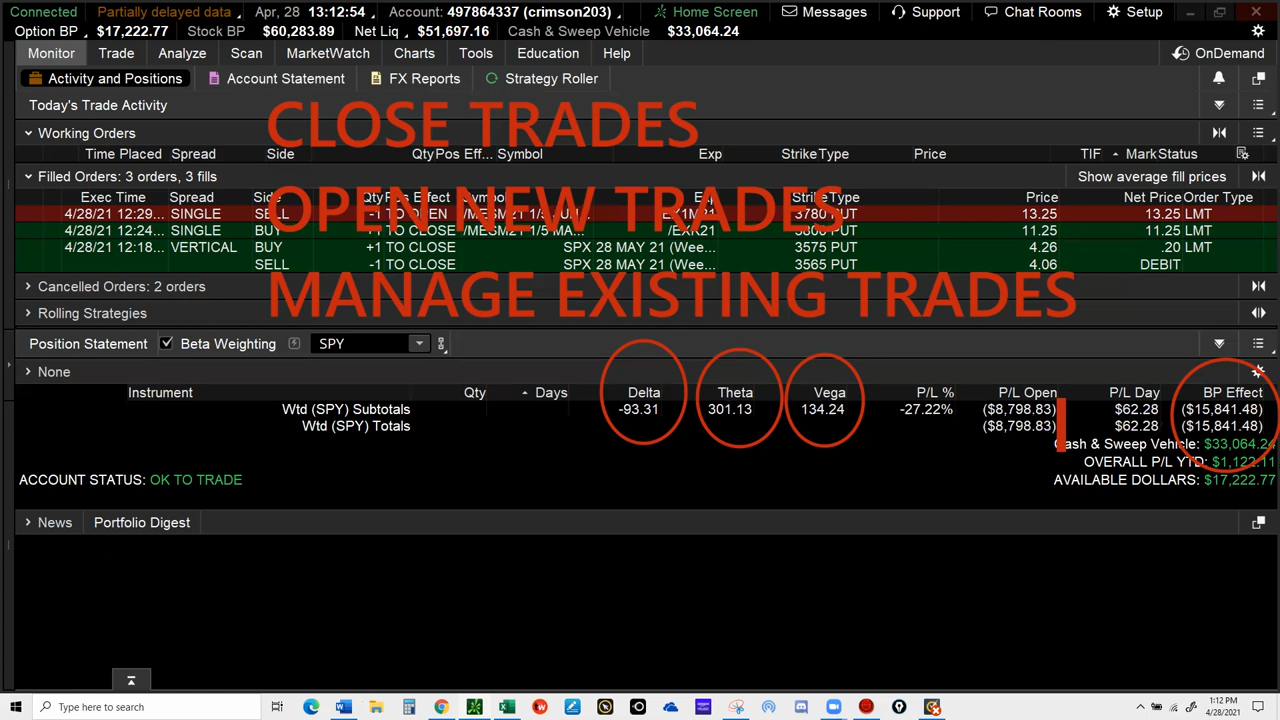 Connected Partially delayed data Apr, 28 13:12:54 Account: 497864337 (crimson203) Home Screen Messages Support Chat Rooms Setup
Option BP $17,222.77 Stock BP $60,283.89 Net Liq $51,697.16 Cash & Sweep Vehicle $33,064.24
Monitor Trade Analyze Scan MarketWatch Charts Tools Education Help OnDemand
Activity and Positions Account Statement FX Reports Strategy Roller
Today's Trade Activity
CLOSE TRADES
Working Orders
Time Placed Spread Side Qty Pos Eff... Symbol Exp Strike Type Price TIF Mark Status
Filled Orders: 3 orders, 3 fills Show average fill prices
Exec Time Spread Side Qty Pos Effect Symbol Exp Strike Type Price Net Price Order Type
OPEN NEW TRADES
4/28/21 12:29... SINGLE SELL -1 TO OPEN 3780 PUT 13.25 13.25 LMT
4/28/21 12:24... SINGLE BUY TO CLOSE /MESM21 1/5 MA... PUT 11.25 11.25 LMT
4/28/21 12:18... VERTICAL BUY +1 TO CLOSE SPX 28 MAY 21 (Wee... 3575 PUT 4.26 .20 LMT
SELL -1 TO CLOSE SPX 28 MAY 21 (Wee... 3565 PUT 4.06 DEBIT
Cancelled Orders: 2 orders
MANAGE EXISTING TRADES
Rolling Strategies
Position Statement Beta Weighting SPY
None
Instrument Qty Days Delta Theta Vega P/L % P/L Open P/L Day BP Effect
Wtd (SPY) Subtotals -93.31 301.13 134.24 -27.22% ($8,798.83) $62.28 ($15,841.48)
Wtd (SPY) Totals ($8,798.83) $62.28 ($15,841.48)
Cash & Sweep Vehicle: $33,064.24
OVERALL P/L YTD: $1,122.11
ACCOUNT STATUS: OK TO TRADE AVAILABLE DOLLARS: $17,222.77
News Portfolio Digest
Type here to search 1:12 PM
4/28/2021